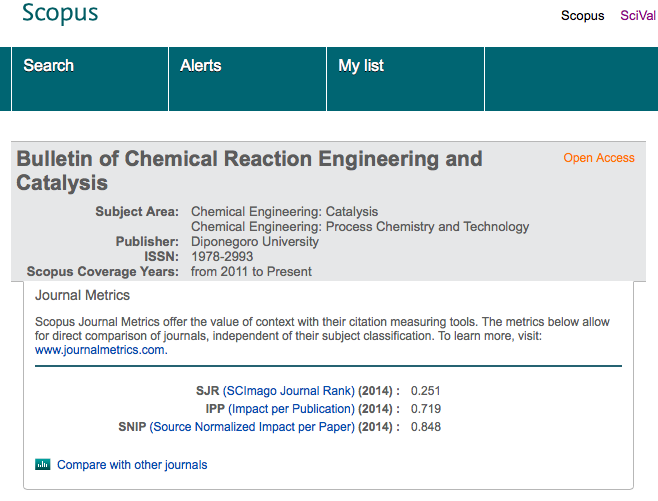 Scopus
Scopus SciVal
Search Alerts My list
Bulletin of Chemical Reaction Engineering and
Catalysis
Open Access
Subject Area: Chemical Engineering: Catalysis
Chemical Engineering: Process Chemistry and Technology
Publisher: Diponegoro University
ISSN: 1978-2993
Scopus Coverage Years: from 2011 to Present
Journal Metrics
Scopus Journal Metrics offer the value of context with their citation measuring tools. The metrics below allow
for direct comparison of journals, independent of their subject classification. To learn more, visit:
www.journalmetrics.com.
SJR (SCImago Journal Rank) (2014) : 0.251
IPP (Impact per Publication) (2014) : 0.719
SNIP (Source Normalized Impact per Paper) (2014) : 0.848
Compare with other journals